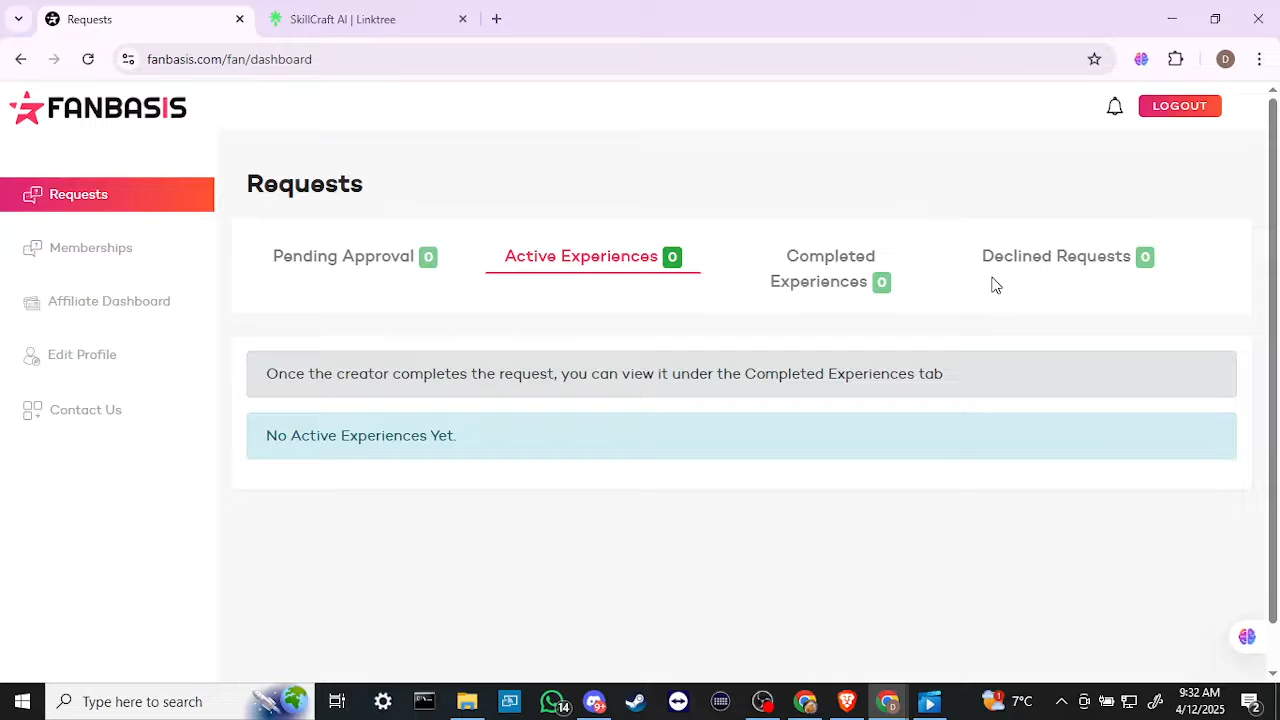 Requests
SkillCraft AI | Linktree
fanbasis.com/fan/dashboard
D
FANBASIS
LOGOUT
Requests
Memberships
Affiliate Dashboard
Edit Profile
Contact Us
Requests
Pending Approval 0
Active Experiences 0
Completed
Experiences 0
Declined Requests 0
Once the creator completes the request, you can view it under the Completed Experiences tab
No Active Experiences Yet.
Type here to search
14
9+
D
1
7°C
9:32 AM
4/12/2025
2